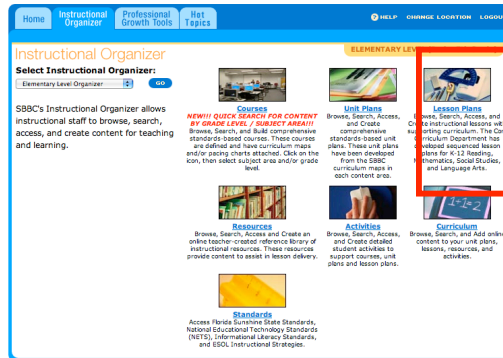 Home
Instructional
Organizer
Professional
Growth Tools
Hot
Topics
HELP CHANGE LOCATION LOGOU
Instructional Organizer
ELEMENTARY LEV
Select Instructional Organizer:
Elementary Level Organizer GO
SBBC's Instructional Organizer allows
instructional staff to browse, search,
access, and create content for teaching
and learning.
Courses
NEW!!! QUICK SEARCH FOR CONTENT
BY GRADE LEVEL / SUBJECT AREA!!!
Browse, Search, and Build comprehensive
standards-based courses. These courses
are defined and have curriculum maps
and/or pacing charts attached. Click on the
icon, then select subject area and/or grade
level.
Unit Plans
Browse, Search, Access,
and Create
comprehensive
standards-based unit
plans. These unit plans
have been developed
from the SBBC
curriculum maps in
each content area.
Lesson Plans
Browse, Search, Access, and
Create instructional lessons with
supporting curriculum. The Cor
Curriculum Department has
developed sequenced lesson
plans for K-12 Reading,
Mathematics, Social Studies,
and Language Arts.
Resources
Browse, Search, Access and Create an
online teacher-created reference library of
instructional resources. These resources
provide content to assist in lesson delivery.
Activities
Browse, Search, Access,
and Create detailed
student activities to
support courses, unit
plans and lesson plans.
1+1=2
Curriculum
Browse, Search, and Add online
content to your unit plans,
lessons, resources, and
activities.
Standards
Access Florida Sunshine State Standards,
National Educational Technology Standards
(NETS), Informational Literacy Standards,
and ESOL Instructional Strategies.